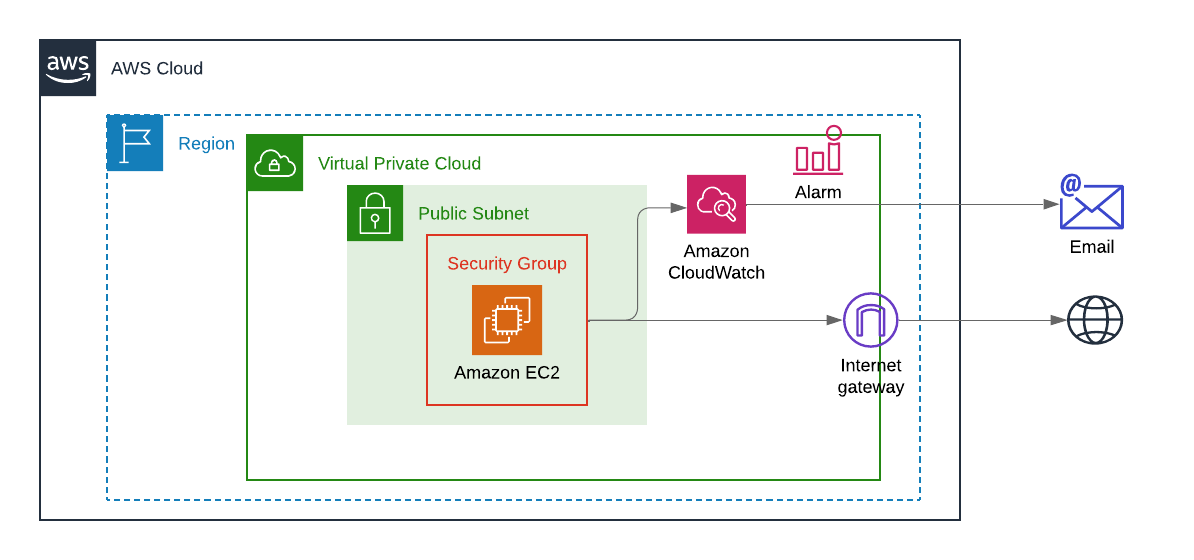 aws
AWS Cloud
Region
Virtual Private Cloud
Alarm
Public Subnet
Security Group
Amazon
CloudWatch
@
Email
Amazon EC2
Internet
gateway